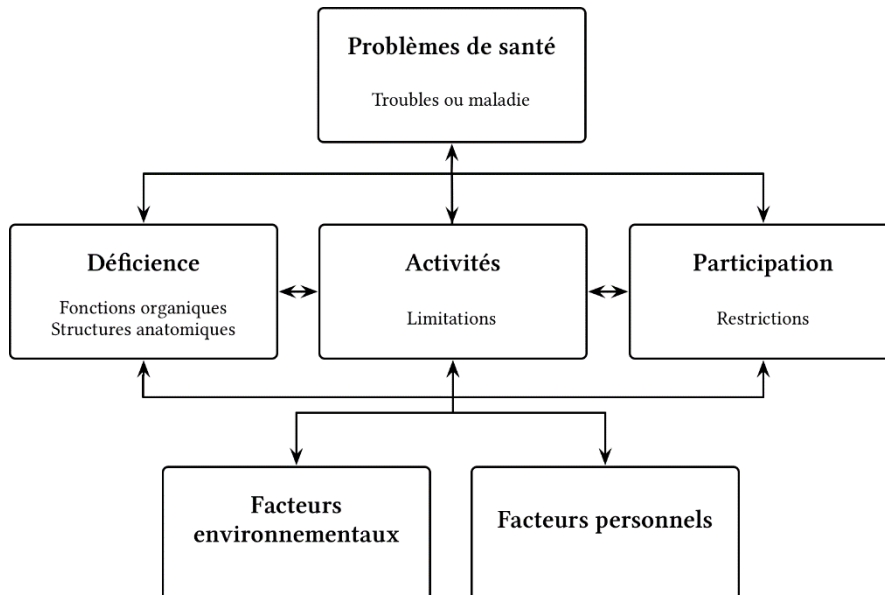 Problèmes de santé
Troubles ou maladie
Déficience
Fonctions organiques
Structures anatomiques
Activités
Limitations
Participation
Restrictions
Facteurs
environnementaux
Facteurs personnels